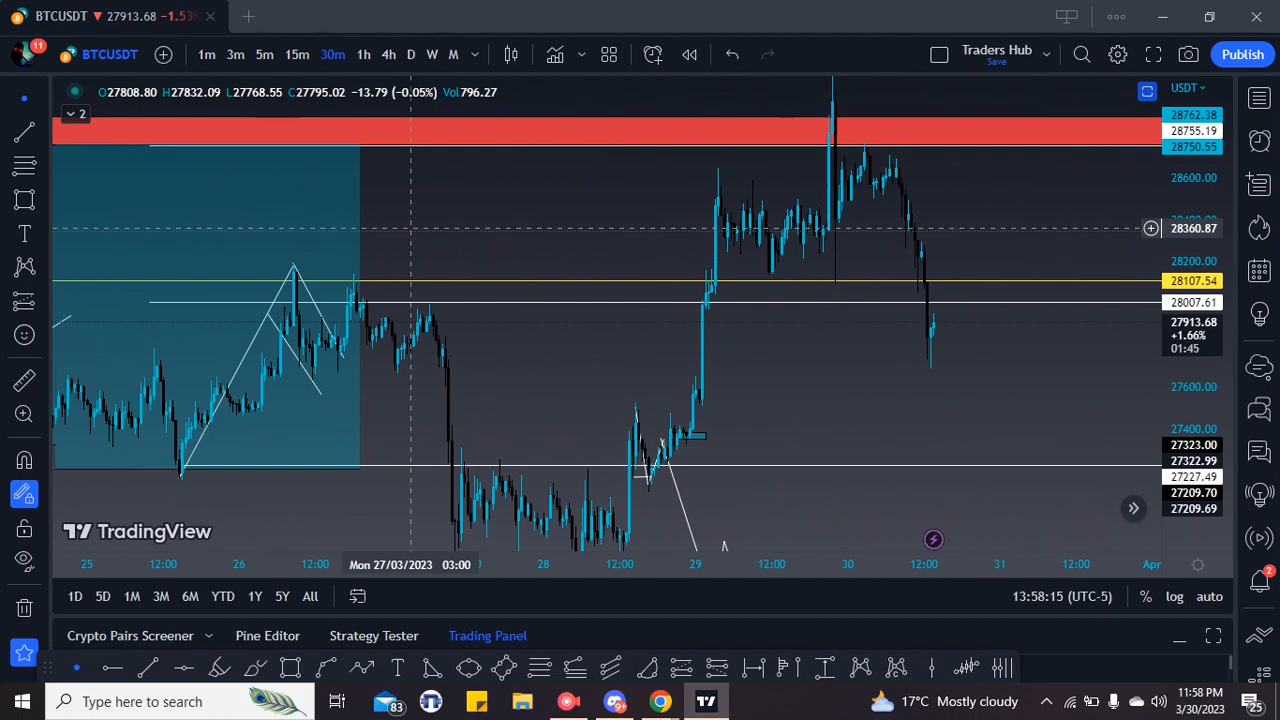 BTCUSDT ▼ 27913.68 −1.53%
11 BTCUSDT 1m 3m 5m 15m 30m 1h 4h D W M Traders Hub Save Publish
O27808.80 H27832.09 L27768.55 C27795.02 −13.79 (−0.05%) Vol796.27
2
USDT
28762.38
28755.19
28750.55
28600.00
28360.87
28200.00
28107.54
28007.61
27913.68
+1.66%
01:45
27600.00
27400.00
27323.00
27322.99
27227.49
27209.70
27209.69
TradingView
25 12:00 26 12:00 Mon 27/03/2023 03:00 28 12:00 29 12:00 30 12:00 31 12:00 Apr
1D 5D 1M 3M 6M YTD 1Y 5Y All 13:58:15 (UTC-5) % log auto
2
Crypto Pairs Screener Pine Editor Strategy Tester Trading Panel
Type here to search 83 9+ 17°C Mostly cloudy 11:58 PM
3/30/2023 25